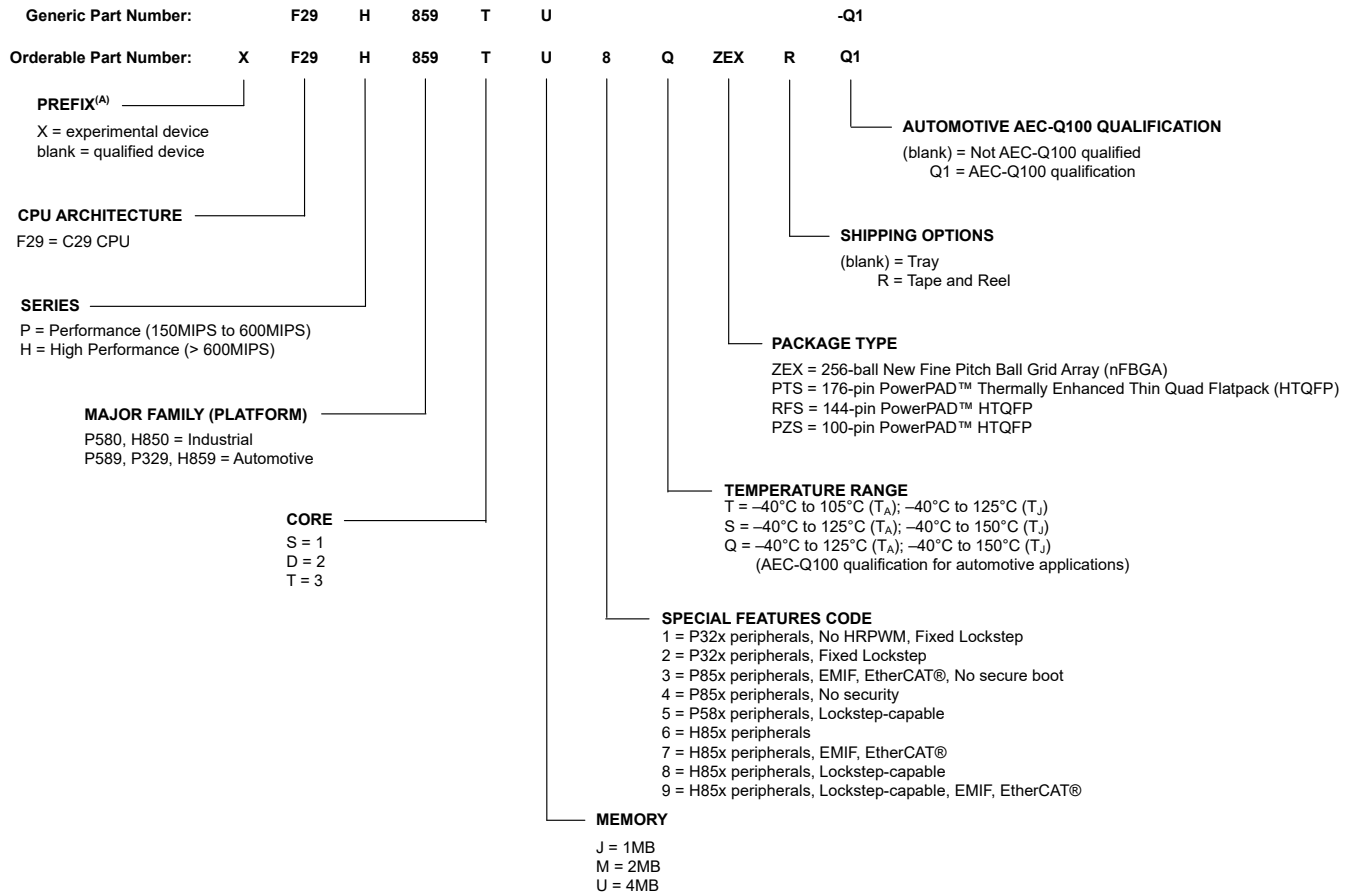 Generic Part Number: F29 H 859 T U -Q1
Orderable Part Number: X F29 H 859 T U 8 Q ZEX R Q1
PREFIX(A)
X = experimental device
blank = qualified device
AUTOMOTIVE AEC-Q100 QUALIFICATION
(blank) = Not AEC-Q100 qualified
Q1 = AEC-Q100 qualification
CPU ARCHITECTURE
F29 = C29 CPU
SHIPPING OPTIONS
(blank) = Tray
R = Tape and Reel
SERIES
P = Performance (150MIPS to 600MIPS)
H = High Performance (> 600MIPS)
PACKAGE TYPE
ZEX = 256-ball New Fine Pitch Ball Grid Array (nFBGA)
PTS = 176-pin PowerPAD™ Thermally Enhanced Thin Quad Flatpack (HTQFP)
RFS = 144-pin PowerPAD™ HTQFP
PZS = 100-pin PowerPAD™ HTQFP
MAJOR FAMILY (PLATFORM)
P580, H850 = Industrial
P589, P329, H859 = Automotive
TEMPERATURE RANGE
T = –40°C to 105°C (TA); –40°C to 125°C (TJ)
S = –40°C to 125°C (TA); –40°C to 150°C (TJ)
Q = –40°C to 125°C (TA); –40°C to 150°C (TJ)
(AEC-Q100 qualification for automotive applications)
CORE
S = 1
D = 2
T = 3
SPECIAL FEATURES CODE
1 = P32x peripherals, No HRPWM, Fixed Lockstep
2 = P32x peripherals, Fixed Lockstep
3 = P85x peripherals, EMIF, EtherCAT®, No secure boot
4 = P85x peripherals, No security
5 = P58x peripherals, Lockstep-capable
6 = H85x peripherals
7 = H85x peripherals, EMIF, EtherCAT®
8 = H85x peripherals, Lockstep-capable
9 = H85x peripherals, Lockstep-capable, EMIF, EtherCAT®
MEMORY
J = 1MB
M = 2MB
U = 4MB